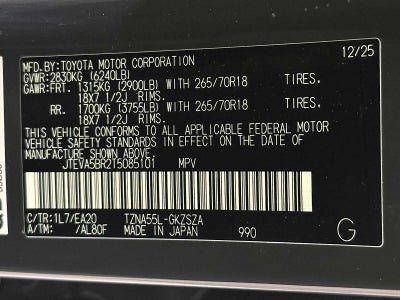 MFD.BY:TOYOTA MOTOR CORPORATION 12/25
GVWR:2830KG (6240LB)
GAWR:FRT. 1315KG (2900LB) WITH 265/70R18 TIRES.
18X7 1/2J RIMS.
RR. 1700KG (3755LB) WITH 265/70R18 TIRES.
18X7 1/2J RIMS.
THIS VEHICLE CONFORMS TO ALL APPLICABLE FEDERAL MOTOR
VEHICLE SAFETY STANDARDS IN EFFECT ON THE DATE OF
MANUFACTURE SHOWN ABOVE.
JTEVA5BR2T5085101 MPV
C/TR:1L7/EA20 TZNA55L-GKZSZA
A/TM: /AL80F MADE IN JAPAN 990 G